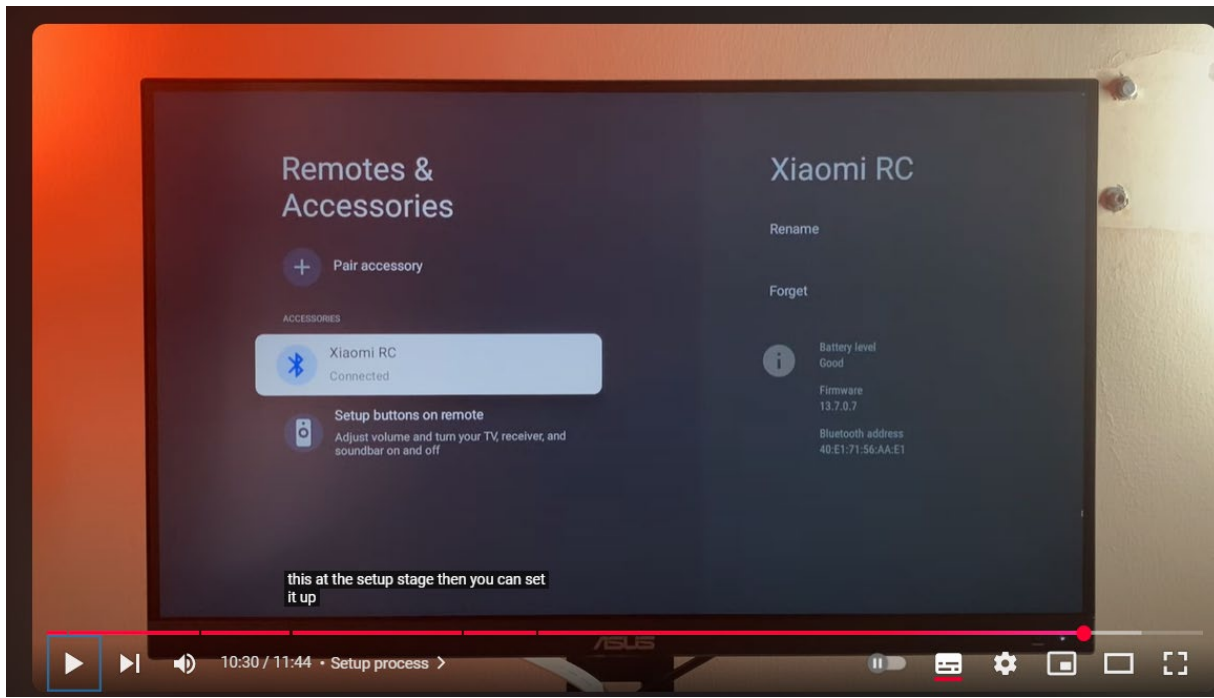 Remotes &
Accessories
Pair accessory
ACCESSORIES
Xiaomi RC
Connected
Setup buttons on remote
Adjust volume and turn your TV, receiver, and
soundbar on and off
Xiaomi RC
Rename
Forget
Battery level
Good
Firmware
13.7.0.7
Bluetooth address
40:E1:71:56:AA:E1
this at the setup stage then you can set
it up
ASUS
10:30 / 11:44 • Setup process >